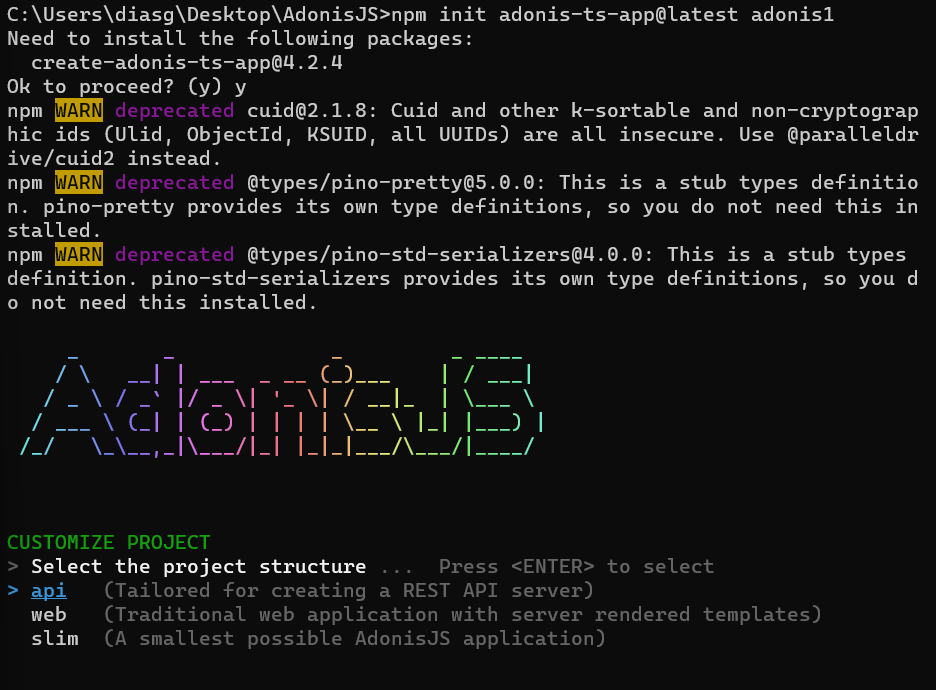 C:\Users\diasg\Desktop\AdonisJS>npm init adonis-ts-app@latest adonis1
Need to install the following packages:
  create-adonis-ts-app@4.2.4
Ok to proceed? (y) y
npm WARN deprecated cuid@2.1.8: Cuid and other k-sortable and non-cryptograp
hic ids (Ulid, ObjectId, KSUID, all UUIDs) are all insecure. Use @paralleldr
ive/cuid2 instead.
npm WARN deprecated @types/pino-pretty@5.0.0: This is a stub types definitio
n. pino-pretty provides its own type definitions, so you do not need this in
stalled.
npm WARN deprecated @types/pino-std-serializers@4.0.0: This is a stub types
definition. pino-std-serializers provides its own type definitions, so you d
o not need this installed.
AdonisJS
CUSTOMIZE PROJECT
> Select the project structure ...  Press <ENTER> to select
> api   (Tailored for creating a REST API server)
  web   (Traditional web application with server rendered templates)
  slim  (A smallest possible AdonisJS application)